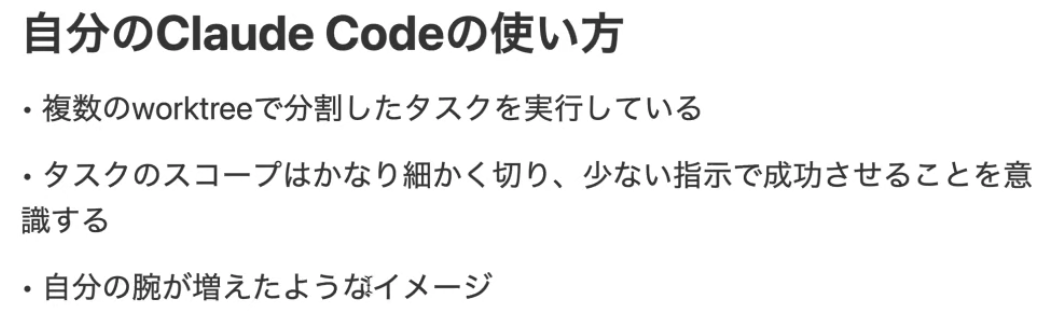 自分のClaude Codeの使い方
• 複数のworktreeで分割したタスクを実行している
• タスクのスコープはかなり細かく切り、少ない指示で成功させることを意
識する
• 自分の腕が増えたようなイメージ